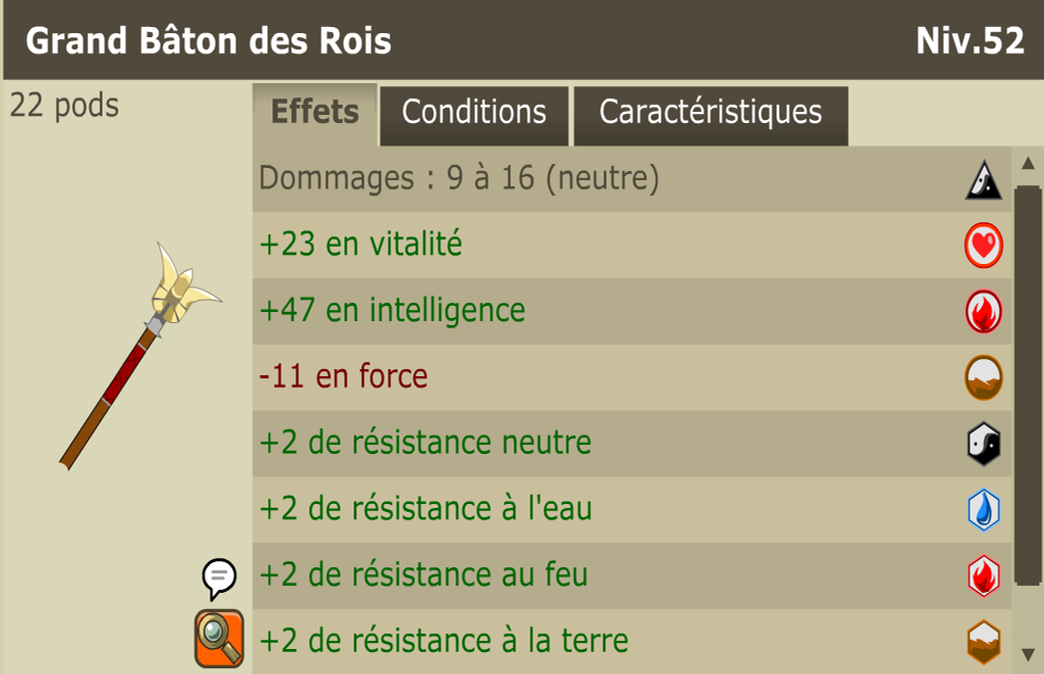 Grand Bâton des Rois
Niv.52
22 pods
Effets
Conditions
Caractéristiques
Dommages : 9 à 16 (neutre)
+23 en vitalité
+47 en intelligence
-11 en force
+2 de résistance neutre
+2 de résistance à l'eau
+2 de résistance au feu
+2 de résistance à la terre